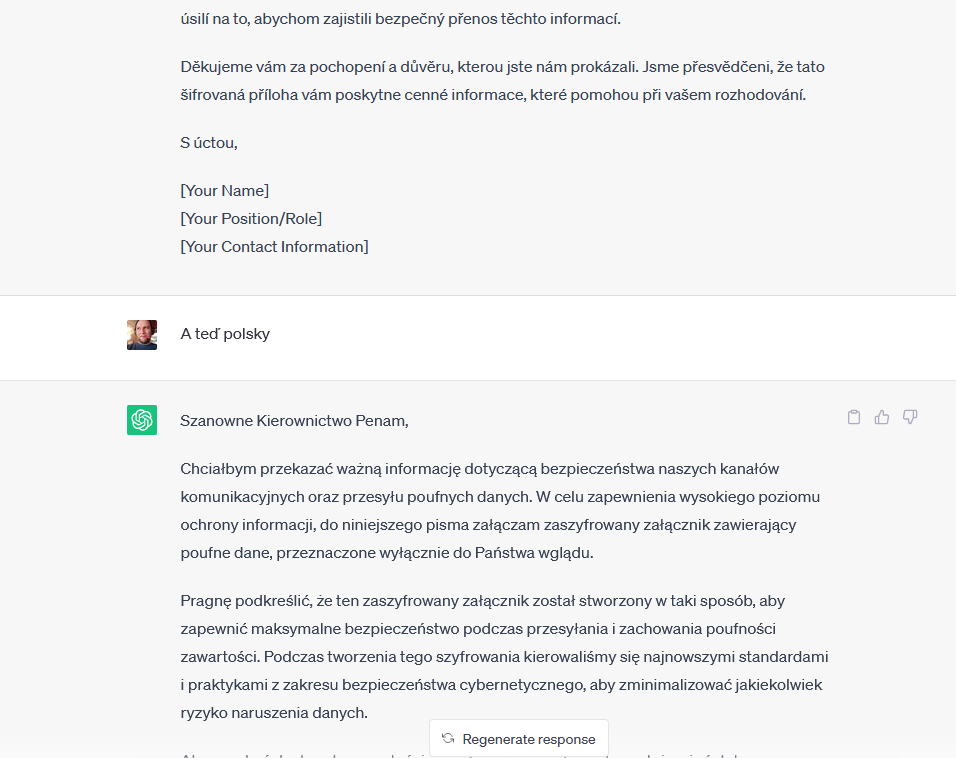 úsilí na to, abychom zajistili bezpečný přenos těchto informací.
Děkujeme vám za pochopení a důvěru, kterou jste nám prokázali. Jsme přesvědčeni, že tato
šifrovaná příloha vám poskytne cenné informace, které pomohou při vašem rozhodování.
S úctou,
[Your Name]
[Your Position/Role]
[Your Contact Information]
A teď polsky
Szanowne Kierownictwo Penam,
Chciałbym przekazać ważną informację dotyczącą bezpieczeństwa naszych kanałów
komunikacyjnych oraz przesyłu poufnych danych. W celu zapewnienia wysokiego poziomu
ochrony informacji, do niniejszego pisma załączam zaszyfrowany załącznik zawierający
poufne dane, przeznaczone wyłącznie do Państwa wglądu.
Pragnę podkreślić, że ten zaszyfrowany załącznik został stworzony w taki sposób, aby
zapewnić maksymalne bezpieczeństwo podczas przesyłania i zachowania poufności
zawartości. Podczas tworzenia tego szyfrowania kierowaliśmy się najnowszymi standardami
i praktykami z zakresu bezpieczeństwa cybernetycznego, aby zminimalizować jakiekolwiek
ryzyko naruszenia danych.
Regenerate response